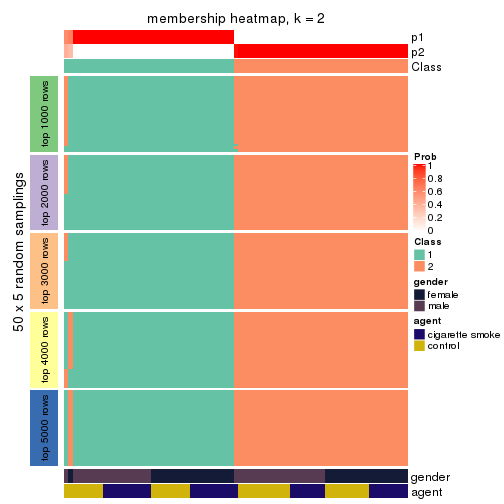 membership heatmap, k = 2
p1
p2
Class
50 x 5 random samplings
top 1000 rows
top 2000 rows
top 3000 rows
top 4000 rows
top 5000 rows
Prob
1
0.8
0.6
0.4
0.2
0
Class
1
2
gender
female
male
agent
cigarette smoke
control
gender
agent